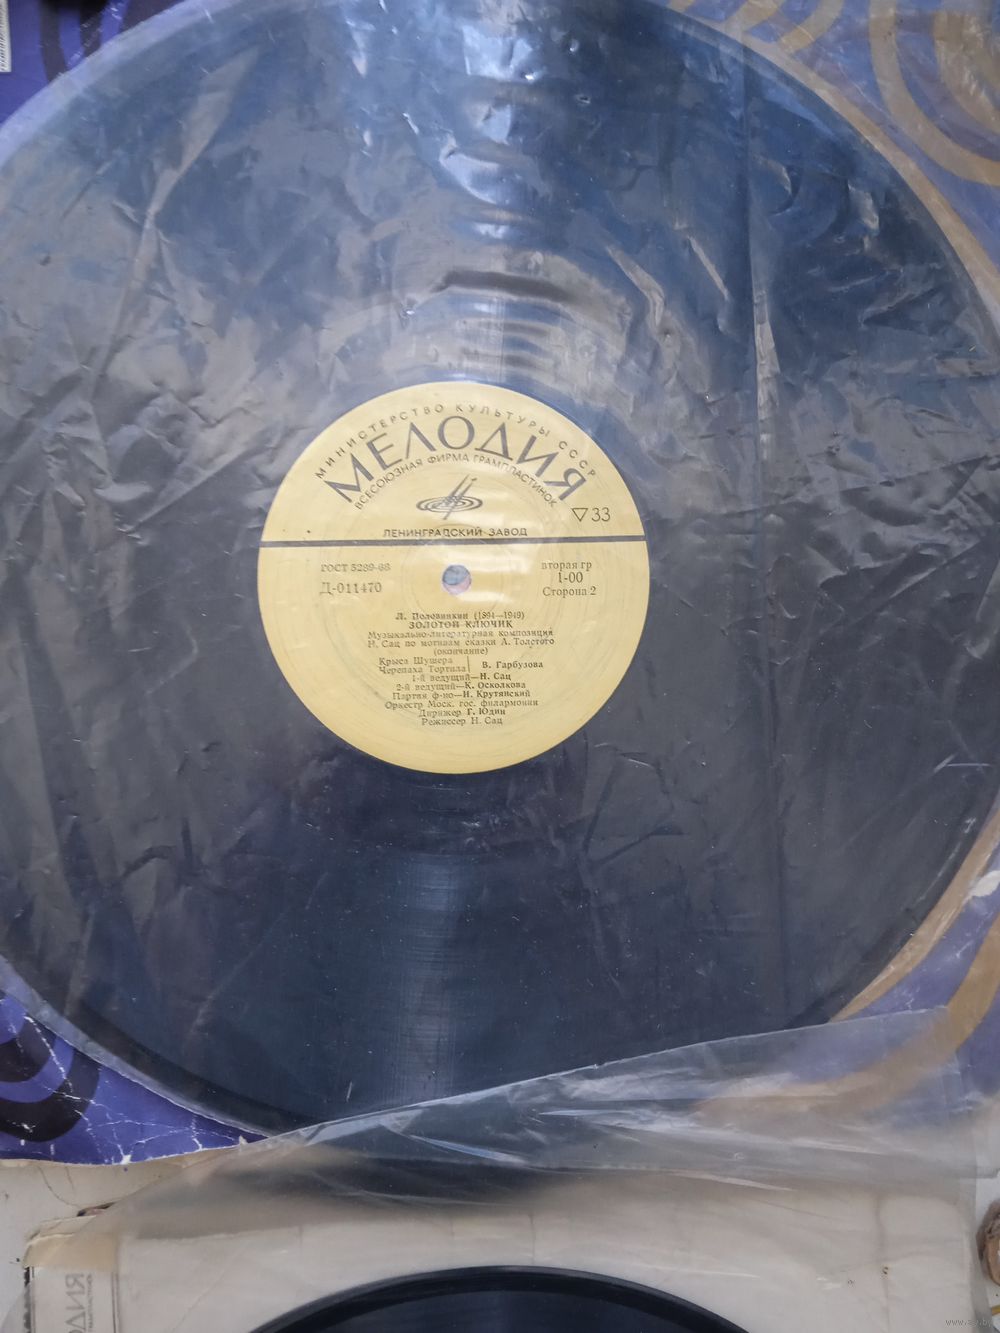 МИНИСТЕРСТВО КУЛЬТУРЫ СССР
МЕЛОДИЯ
ВСЕСОЮЗНАЯ ФИРМА ГРАМПЛАСТИНОК
▽33
ЛЕНИНГРАДСКИЙ ЗАВОД
ГОСТ 5289-68
вторая гр
Д-011470
1-00
Сторона 2
Л. Половинкин (1894—1949)
ЗОЛОТОЙ КЛЮЧИК
Музыкально-литературная композиция
Н. Сац по мотивам сказки А. Толстого
(окончание)
Крыса Шушера
Черепаха Тортила
В. Гарбузова
1-й ведущий—Н. Сац
2-й ведущий—К. Осколкова
Партия ф-но—И. Крутянский
Оркестр Моск. гос. филармонии
Дирижер Г. Юдин
Режиссер Н. Сац